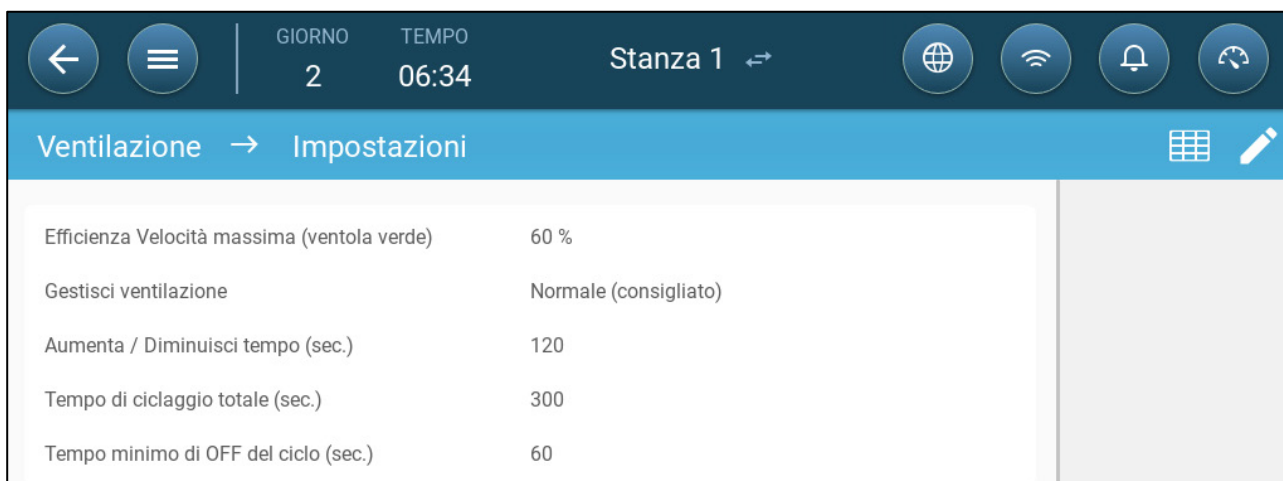 GIORNO TEMPO
2 06:34 Stanza 1
Ventilazione → Impostazioni
Efficienza Velocità massima (ventola verde) 60 %
Gestisci ventilazione Normale (consigliato)
Aumenta / Diminuisci tempo (sec.) 120
Tempo di ciclaggio totale (sec.) 300
Tempo minimo di OFF del ciclo (sec.) 60